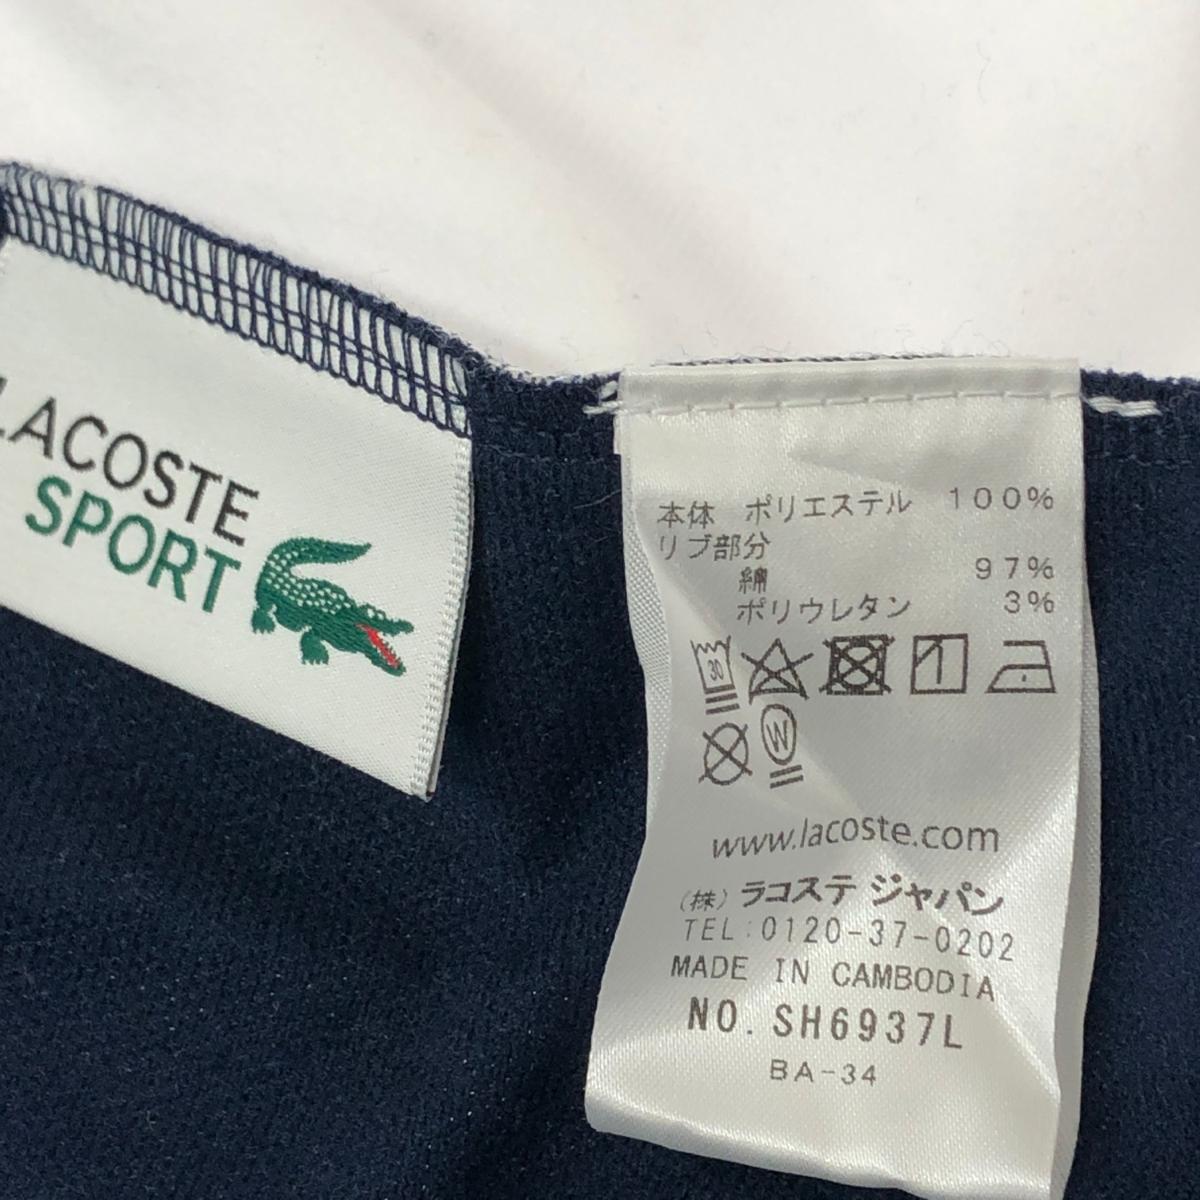 LACOSTE
SPORT
本体 ポリエステル 100%
リブ部分
綿 97%
ポリウレタン 3%
30
W
www.lacoste.com
(株)ラコステ ジャパン
TEL:0120-37-0202
MADE IN CAMBODIA
NO. SH6937L
BA-34